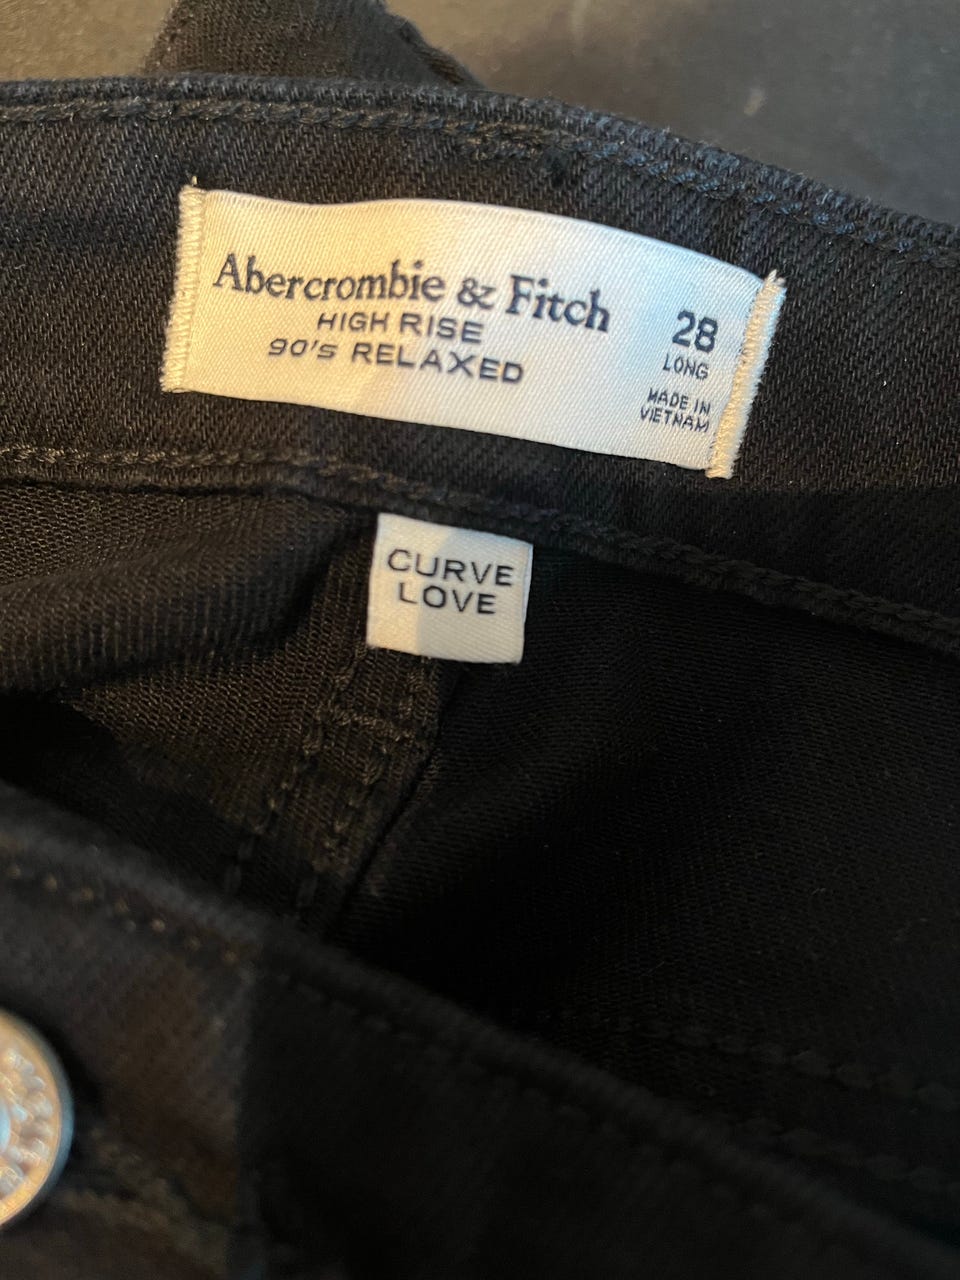 Abercrombie & Fitch
HIGH RISE
90's RELAXED
28
LONG
MADE IN
VIETNAM
CURVE
LOVE